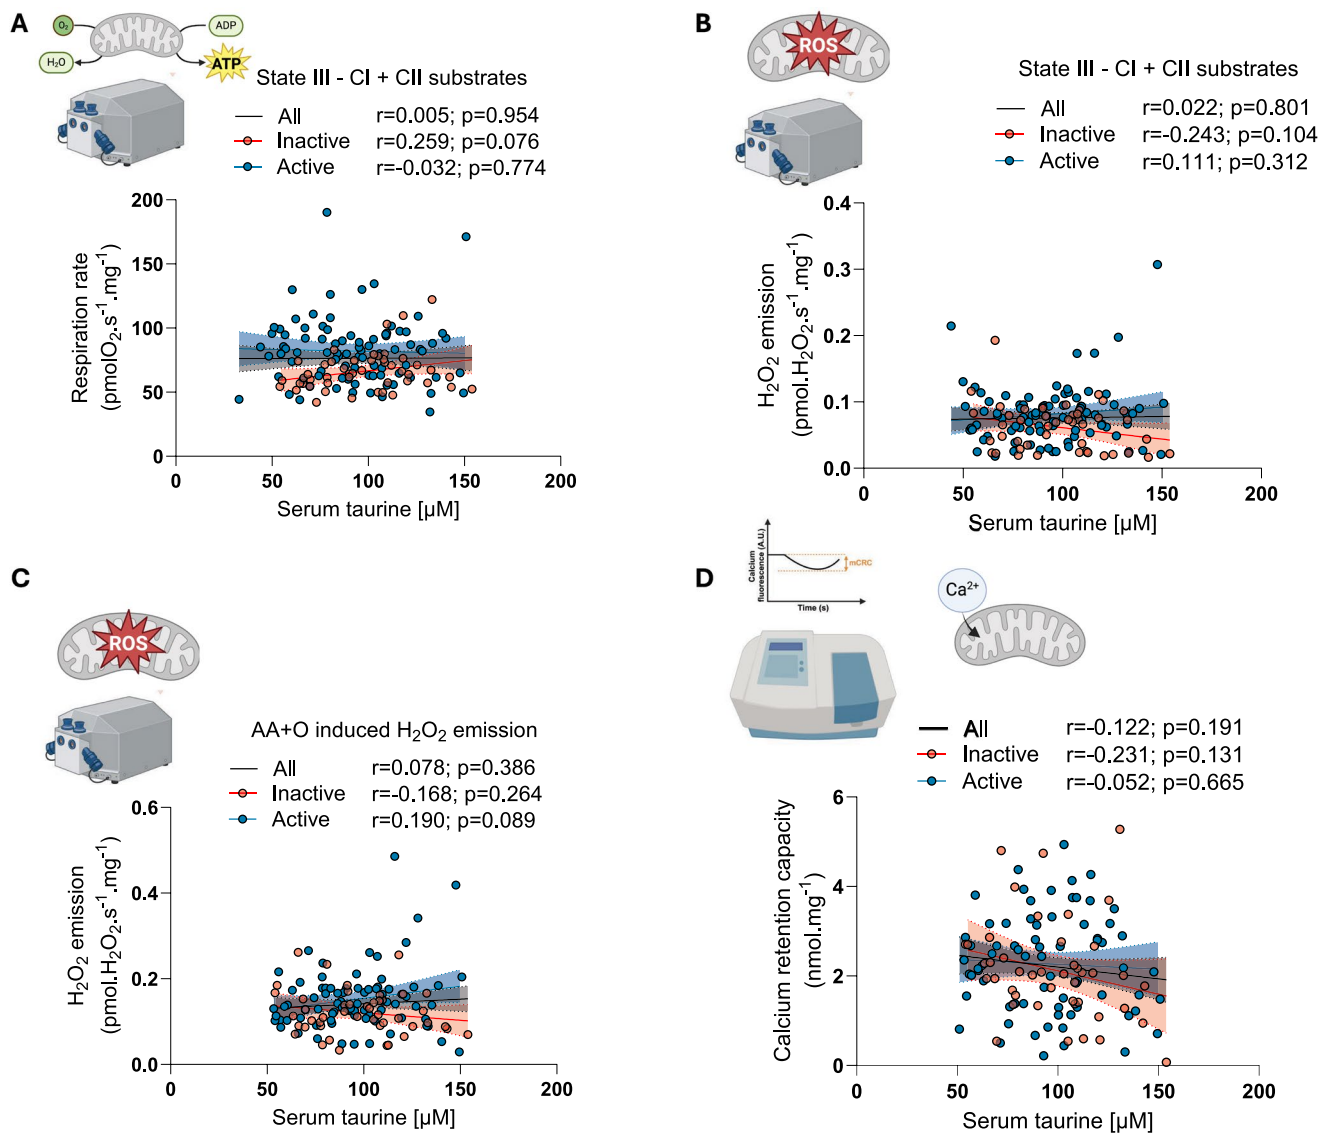 A
O₂
ADP
H₂O
ATP
State III - CI + CII substrates
All r=0.005; p=0.954
Inactive r=0.259; p=0.076
Active r=-0.032; p=0.774
200
150
100
50
0
Respiration rate
(pmolO₂.s⁻¹.mg⁻¹)
0 50 100 150 200
Serum taurine [µM]
B
ROS
State III - CI + CII substrates
All r=0.022; p=0.801
Inactive r=-0.243; p=0.104
Active r=0.111; p=0.312
0.4
0.3
0.2
0.1
0.0
H₂O₂ emission
(pmol.H₂O₂.s⁻¹.mg⁻¹)
0 50 100 150 200
Serum taurine [µM]
C
ROS
AA+O induced H₂O₂ emission
All r=0.078; p=0.386
Inactive r=-0.168; p=0.264
Active r=0.190; p=0.089
0.6
0.4
0.2
0.0
H₂O₂ emission
(pmol.H₂O₂.s⁻¹.mg⁻¹)
0 50 100 150 200
Serum taurine [µM]
D
Calcium
fluorescence (A.U.)
mCRC
Time (s)
Ca²⁺
All r=-0.122; p=0.191
Inactive r=-0.231; p=0.131
Active r=-0.052; p=0.665
6
4
2
0
Calcium retention capacity
(nmol.mg⁻¹)
0 50 100 150 200
Serum taurine [µM]